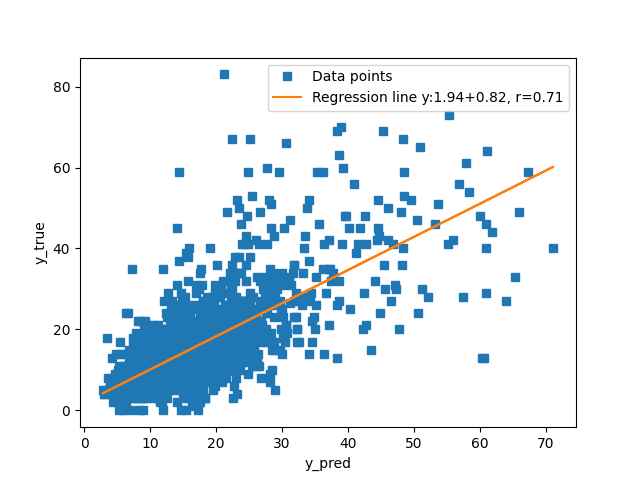 Data points
Regression line y:1.94+0.82, r=0.71
80
60
40
20
0
y_true
0 10 20 30 40 50 60 70
y_pred